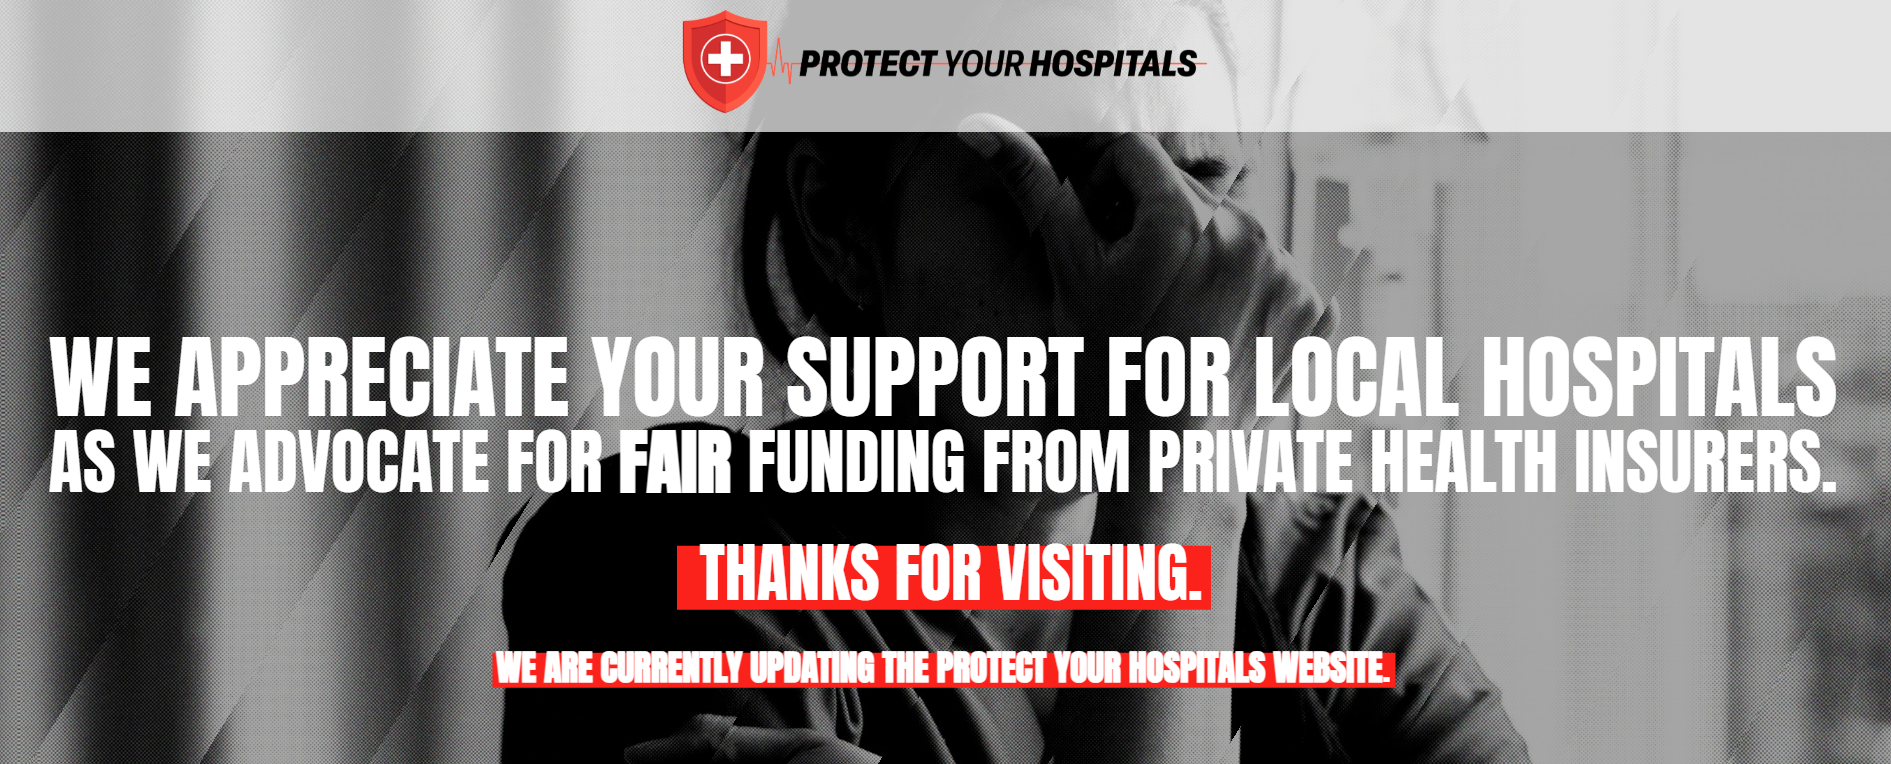 PROTECT YOUR HOSPITALS
WE APPRECIATE YOUR SUPPORT FOR LOCAL HOSPITALS
AS WE ADVOCATE FOR FAIR FUNDING FROM PRIVATE HEALTH INSURERS.
THANKS FOR VISITING.
WE ARE CURRENTLY UPDATING THE PROTECT YOUR HOSPITALS WEBSITE.